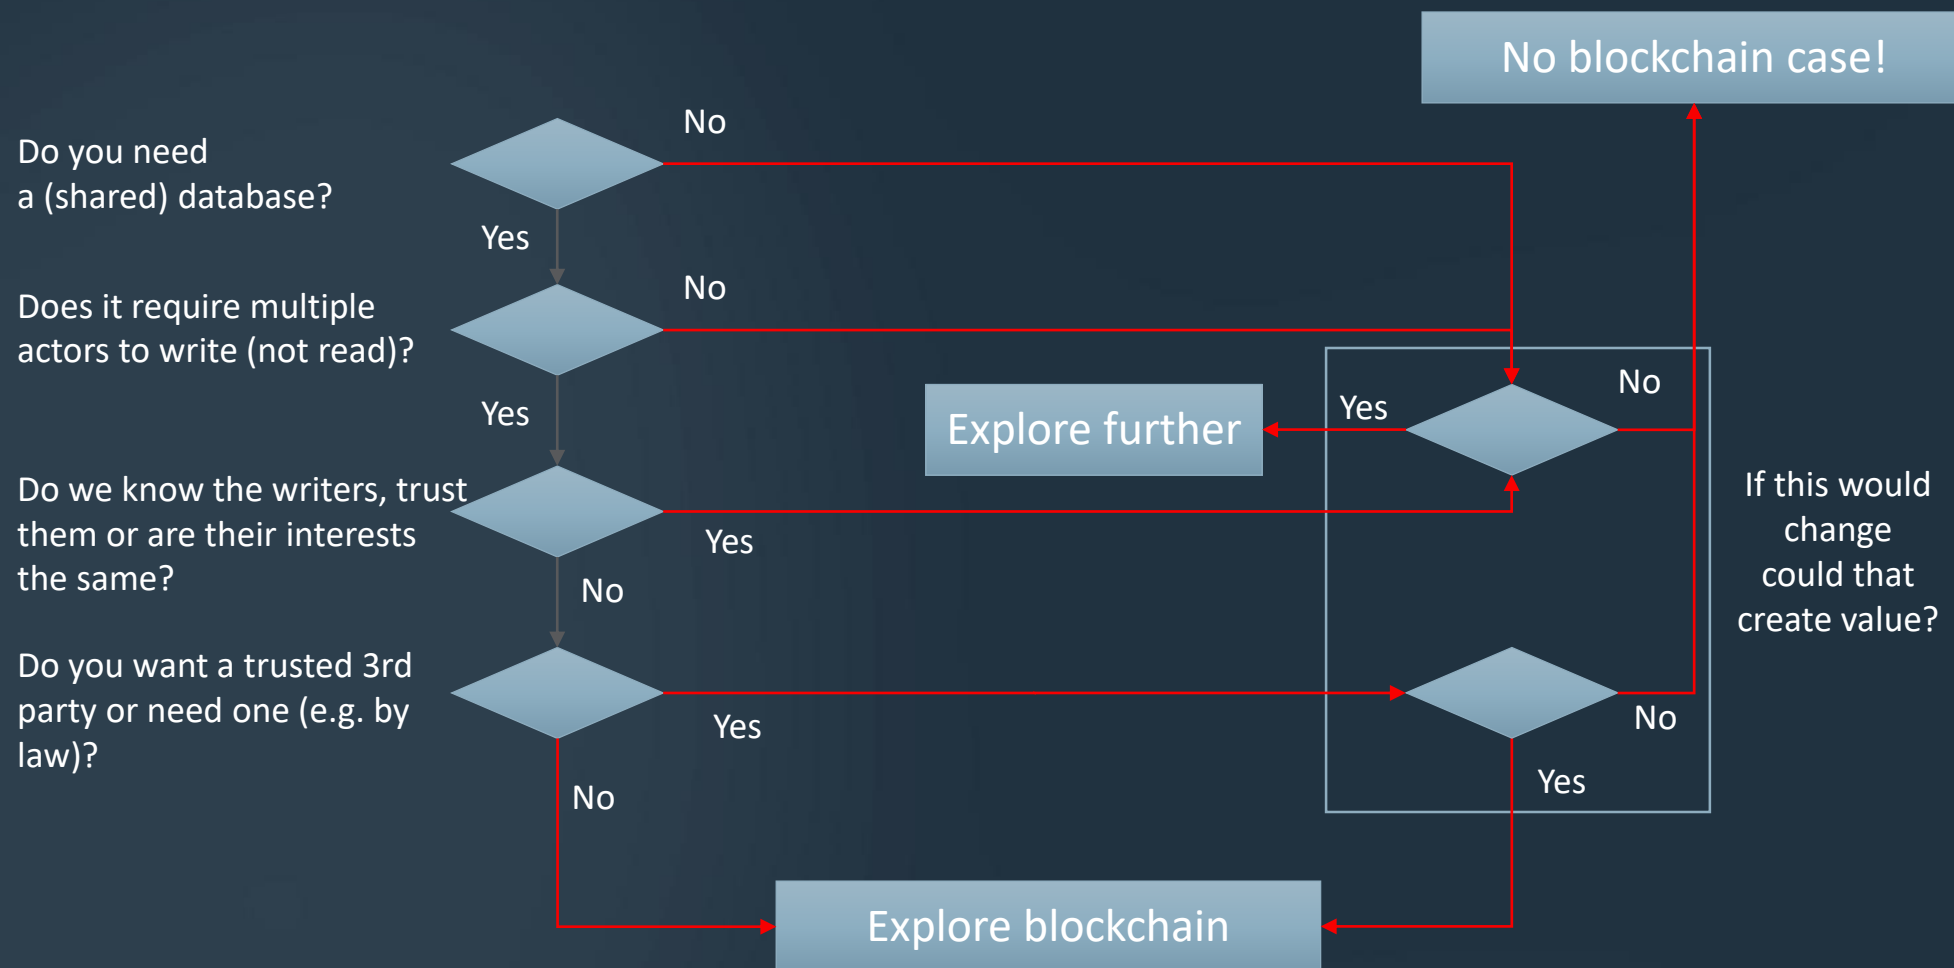 No blockchain case!
No
Do you need
a (shared) database?
Yes
No
Does it require multiple
actors to write (not read)?
No
Yes
Yes
Explore further
If this would
change
could that
create value?
Do we know the writers, trust
them or are their interests
the same?
Yes
No
Do you want a trusted 3rd
party or need one (e.g. by
law)?
Yes
No
Yes
No
Explore blockchain